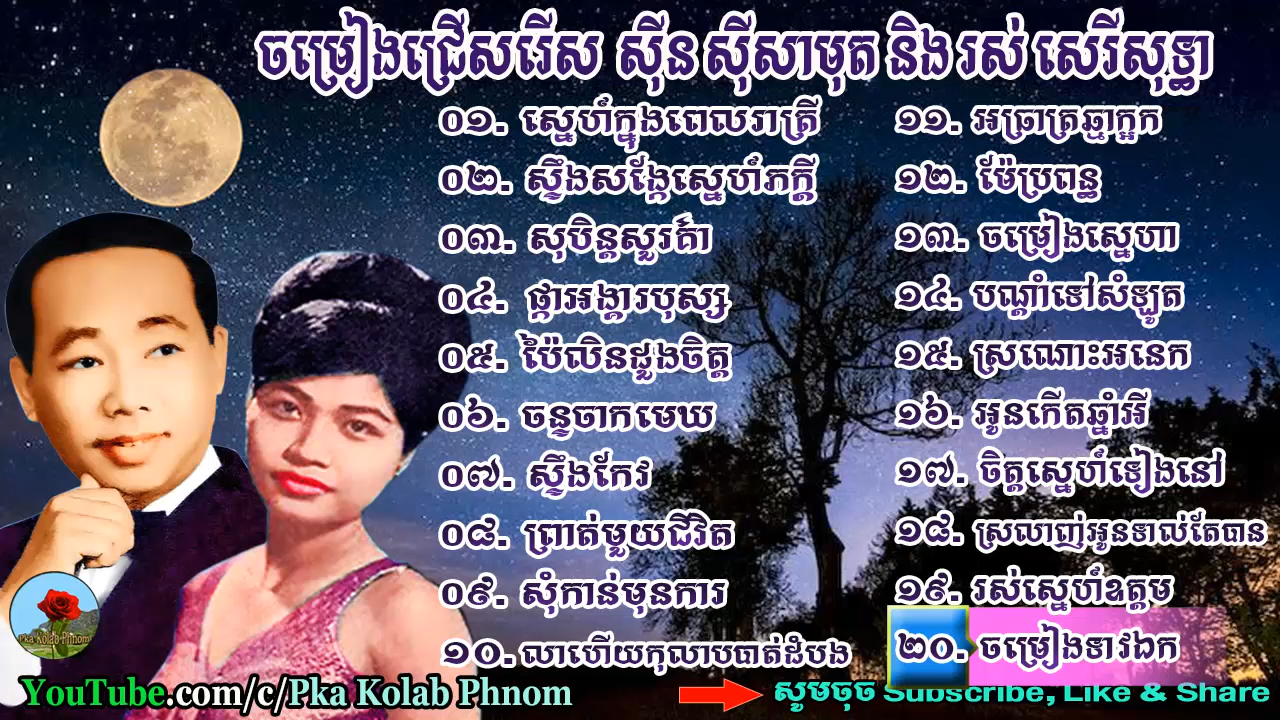 ចម្រៀងជ្រើសរើស ស៊ីន ស៊ីសាមុត និង រស់ សេរីសុទ្ធា
០១. ស្នេហ៍ក្នុងពេលរាត្រី
០២. ស្ទឹងសង្កែស្នេហ៍ភក្ដី
០៣. សុបិន្តសួរគ៌ា
០៤. ផ្កាអង្គារបុស្ស
០៥. ប៉ៃលិនដួងចិត្ត
០៦. ចន្ទចាកមេឃ
០៧. ស្ទឹងកែវ
០៨. ព្រាត់មួយជីវិត
០៩. សុំកាន់មុនការ
១០. លាហើយកុលាបបាត់ដំបង
១១. អច្រាត្រឆ្មាក្អក
១២. ម៉ែប្រពន្ធ
១៣. ចម្រៀងស្នេហា
១៤. បណ្ដាំទៅសំឡូត
១៥. ស្រណោះអនេក
១៦. អូនកើតឆ្នាំអី
១៧. ចិត្តស្នេហ៍ទៀងនៅ
១៨. ស្រលាញ់អូនទាល់តែបាន
១៩. រស់ស្នេហ៍ឧត្ដម
២០. ចម្រៀងទាវឯក
Pka Kolab Phnom
YouTube.com/c/Pka Kolab Phnom
សូមចុច Subscribe, Like & Share